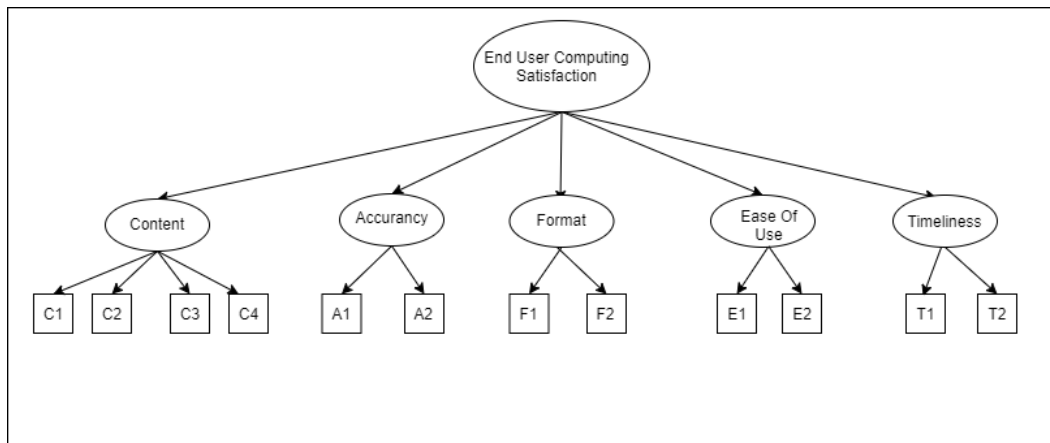 End User Computing
Satisfaction
Content
Accurancy
Format
Ease Of
Use
Timeliness
C1
C2
C3
C4
A1
A2
F1
F2
E1
E2
T1
T2